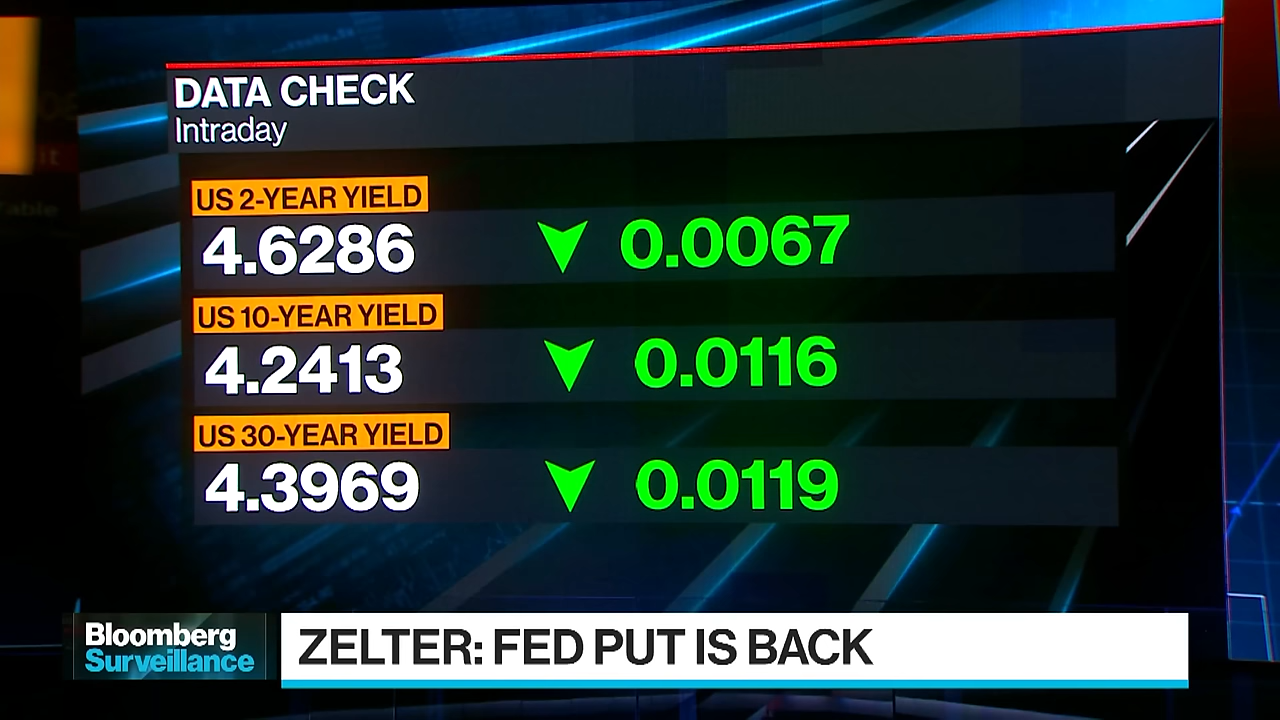 DATA CHECK
Intraday
US 2-YEAR YIELD
4.6286 ▼ 0.0067
US 10-YEAR YIELD
4.2413 ▼ 0.0116
US 30-YEAR YIELD
4.3969 ▼ 0.0119
Bloomberg
Surveillance
ZELTER: FED PUT IS BACK